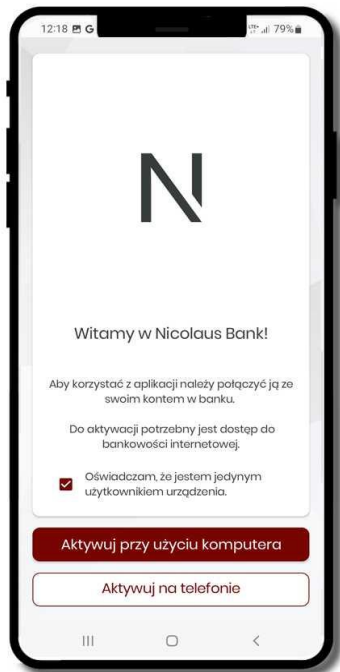 12:18 G LTE+ 79%
N
Witamy w Nicolaus Bank!
Aby korzystać z aplikacji należy połączyć ją ze
swoim kontem w banku.
Do aktywacji potrzebny jest dostęp do
bankowości internetowej.
Oświadczam, że jestem jedynym
użytkownikiem urządzenia.
Aktywuj przy użyciu komputera
Aktywuj na telefonie